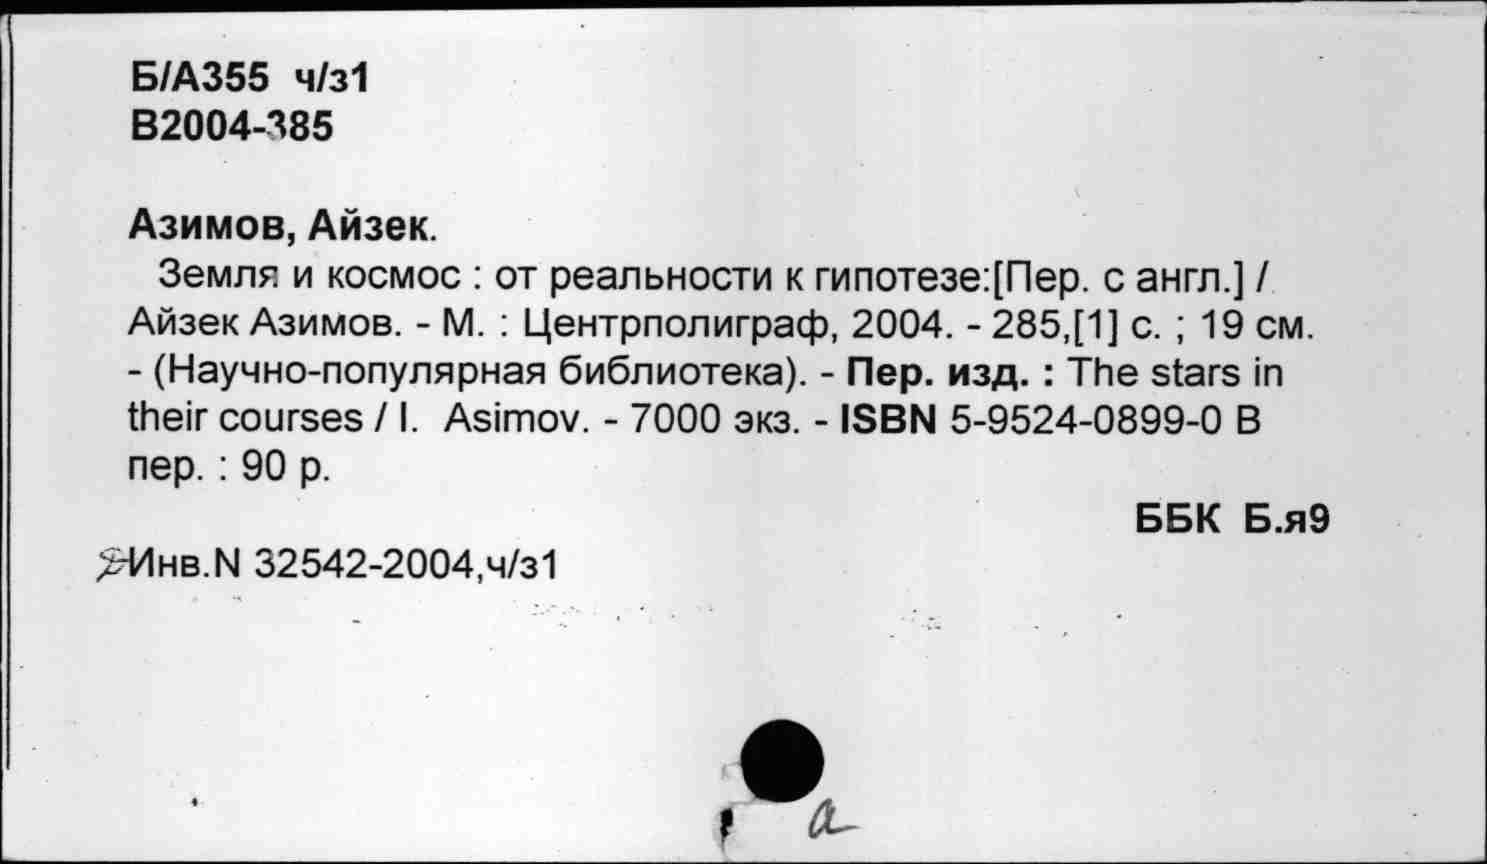 Б/А355 ч/з1
В2004-385
Азимов, Айзек.
Земля и космос : от реальности к гипотезе:[Пер. с англ.] /
Айзек Азимов. - М. : Центрполиграф, 2004. - 285,[1] с. ; 19 см.
- (Научно-популярная библиотека). - Пер. изд. : The stars in
their courses / I. Asimov. - 7000 экз. - ISBN 5-9524-0899-0 В
пер. : 90 р.
ББК Б.я9
Инв.N 32542-2004,ч/з1
а